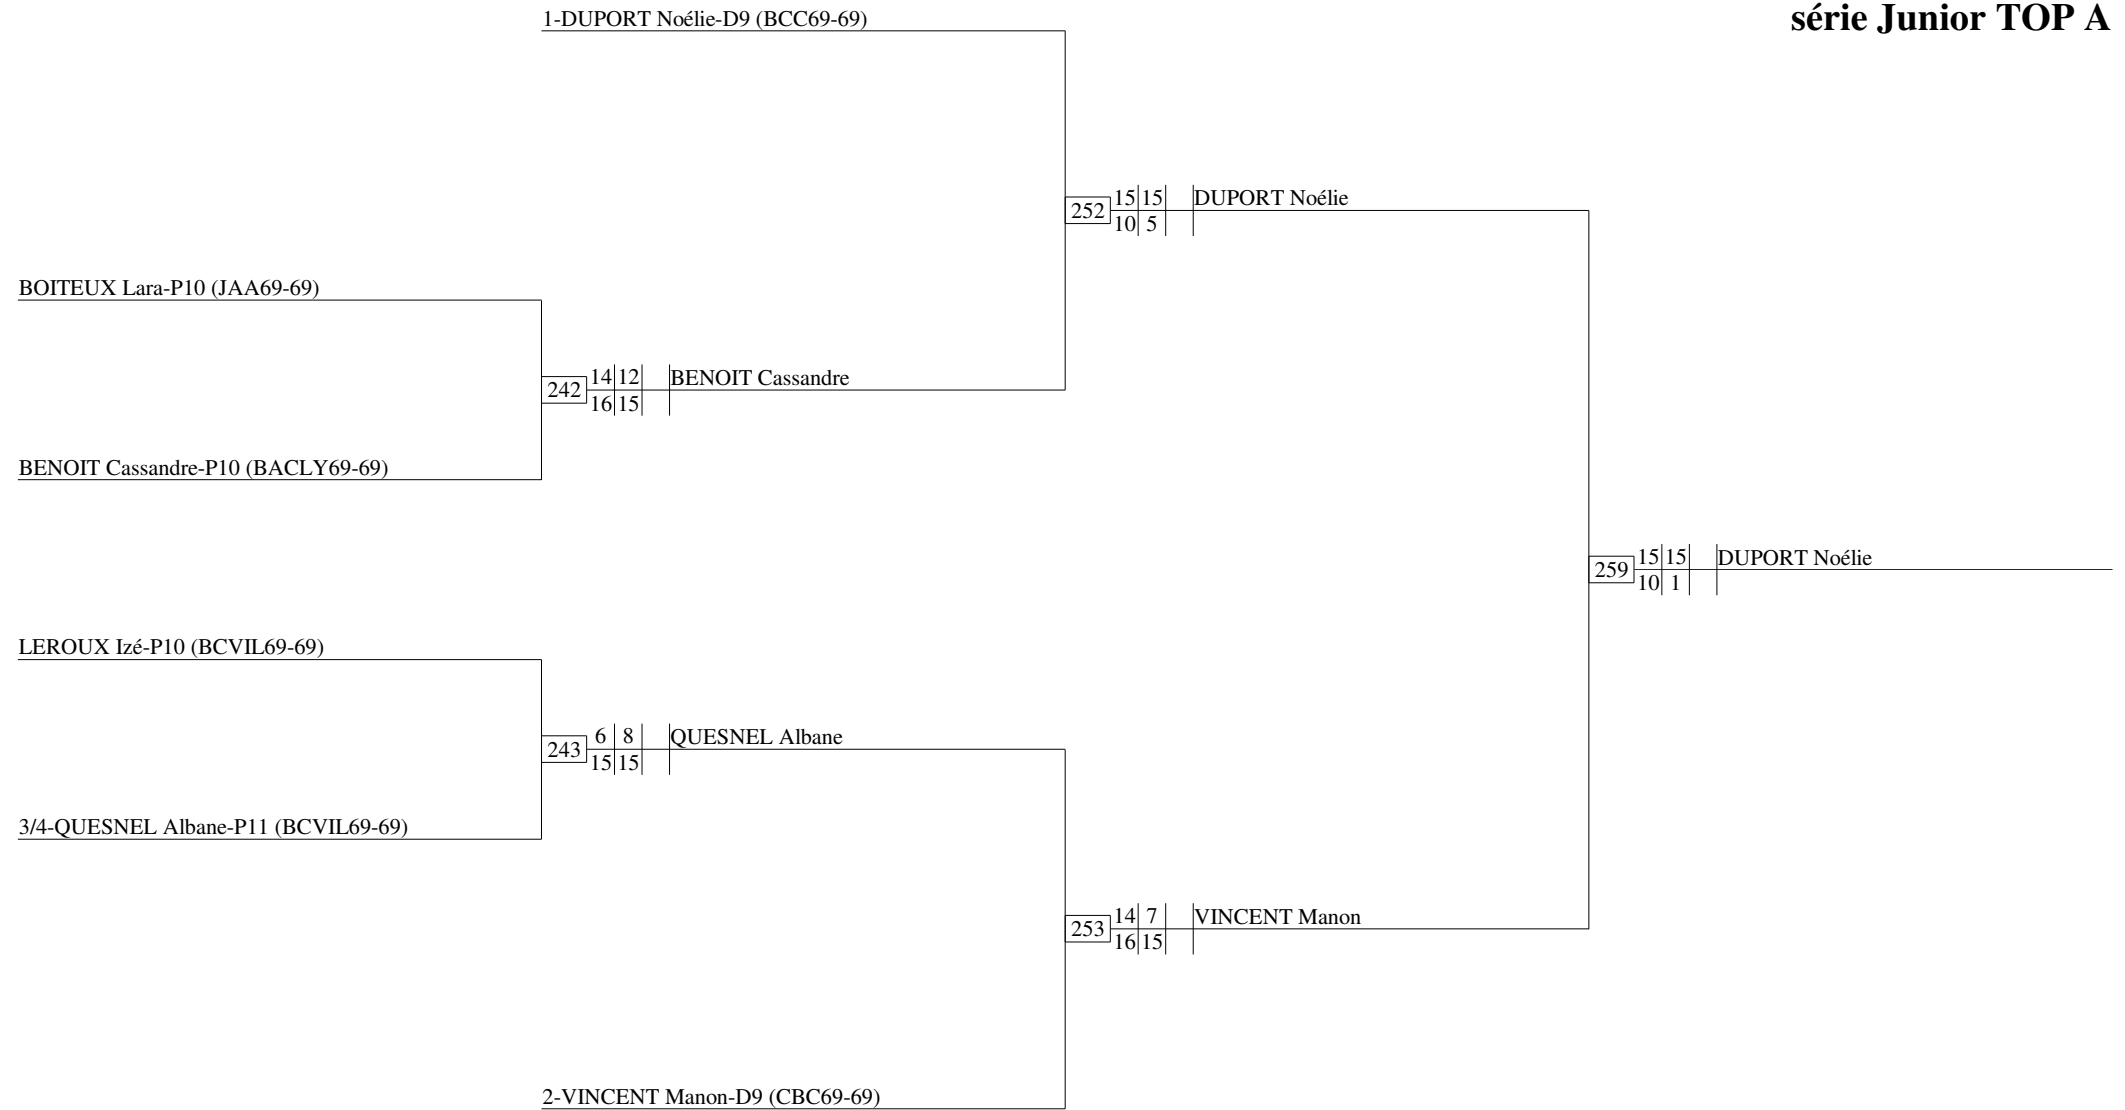 série Junior TOP A
1-DUPORT Noélie-D9 (BCC69-69)
252 15 15 DUPORT Noélie
10 5
BOITEUX Lara-P10 (JAA69-69)
242 14 12 BENOIT Cassandre
16 15
BENOIT Cassandre-P10 (BACLY69-69)
259 15 15 DUPORT Noélie
10 1
LEROUX Izé-P10 (BCVIL69-69)
243 6 8 QUESNEL Albane
15 15
3/4-QUESNEL Albane-P11 (BCVIL69-69)
253 14 7 VINCENT Manon
16 15
2-VINCENT Manon-D9 (CBC69-69)